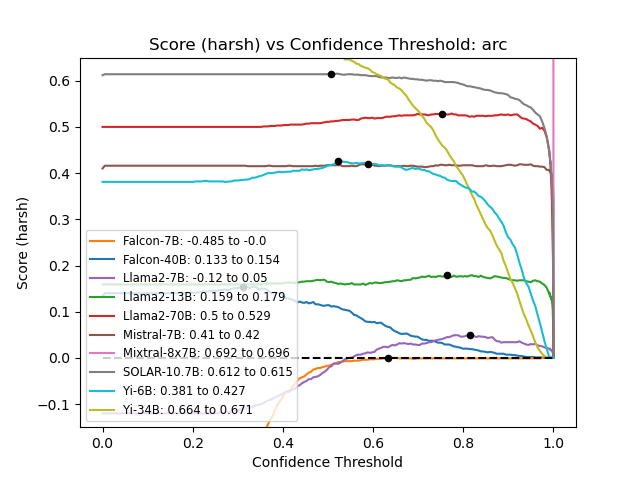 Score (harsh) vs Confidence Threshold: arc
Score (harsh)
0.6
0.5
0.4
0.3
0.2
0.1
0.0
−0.1
Falcon-7B: -0.485 to -0.0
Falcon-40B: 0.133 to 0.154
Llama2-7B: -0.12 to 0.05
Llama2-13B: 0.159 to 0.179
Llama2-70B: 0.5 to 0.529
Mistral-7B: 0.41 to 0.42
Mixtral-8x7B: 0.692 to 0.696
SOLAR-10.7B: 0.612 to 0.615
Yi-6B: 0.381 to 0.427
Yi-34B: 0.664 to 0.671
0.0 0.2 0.4 0.6 0.8 1.0
Confidence Threshold